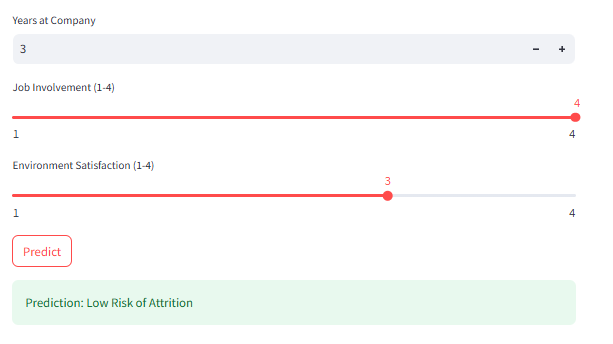 Years at Company
3
Job Involvement (1-4)
4
1 4
Environment Satisfaction (1-4)
3
1 4
Predict
Prediction: Low Risk of Attrition